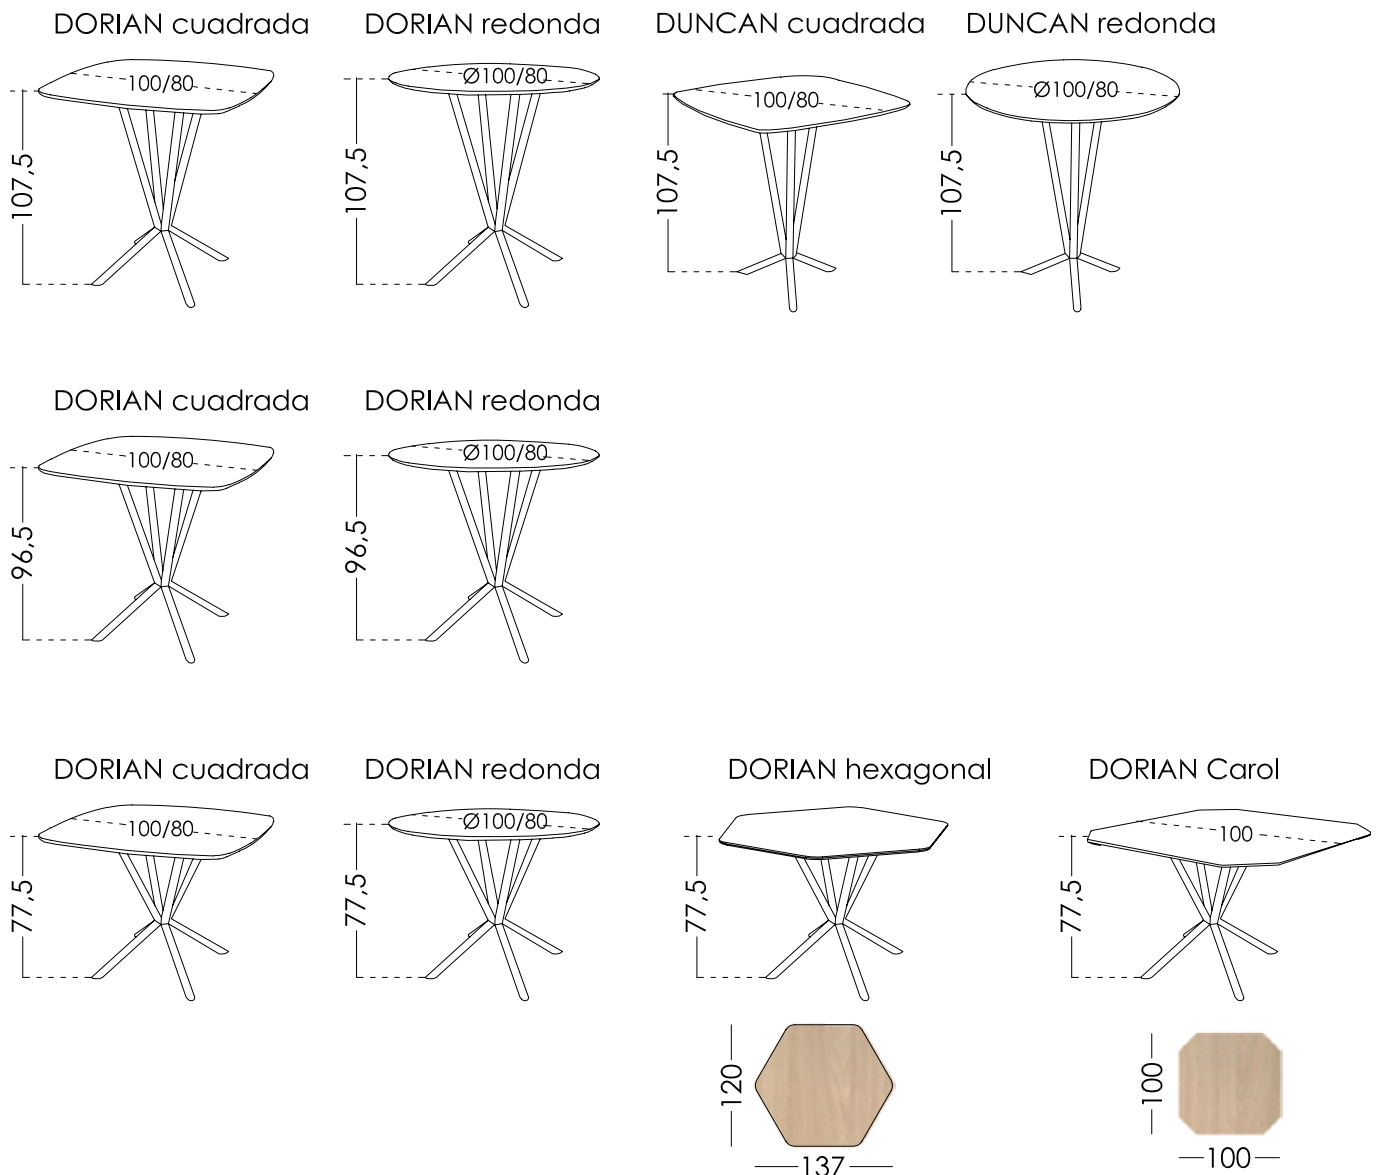 DORIAN cuadrada
DORIAN redonda
DUNCAN cuadrada
DUNCAN redonda
100/80
Ø100/80
100/80
Ø100/80
107,5
107,5
107,5
107,5
DORIAN cuadrada
DORIAN redonda
100/80
Ø100/80
96,5
96,5
DORIAN cuadrada
DORIAN redonda
DORIAN hexagonal
DORIAN Carol
100/80
Ø100/80
100
77,5
77,5
77,5
77,5
120
100
137
100